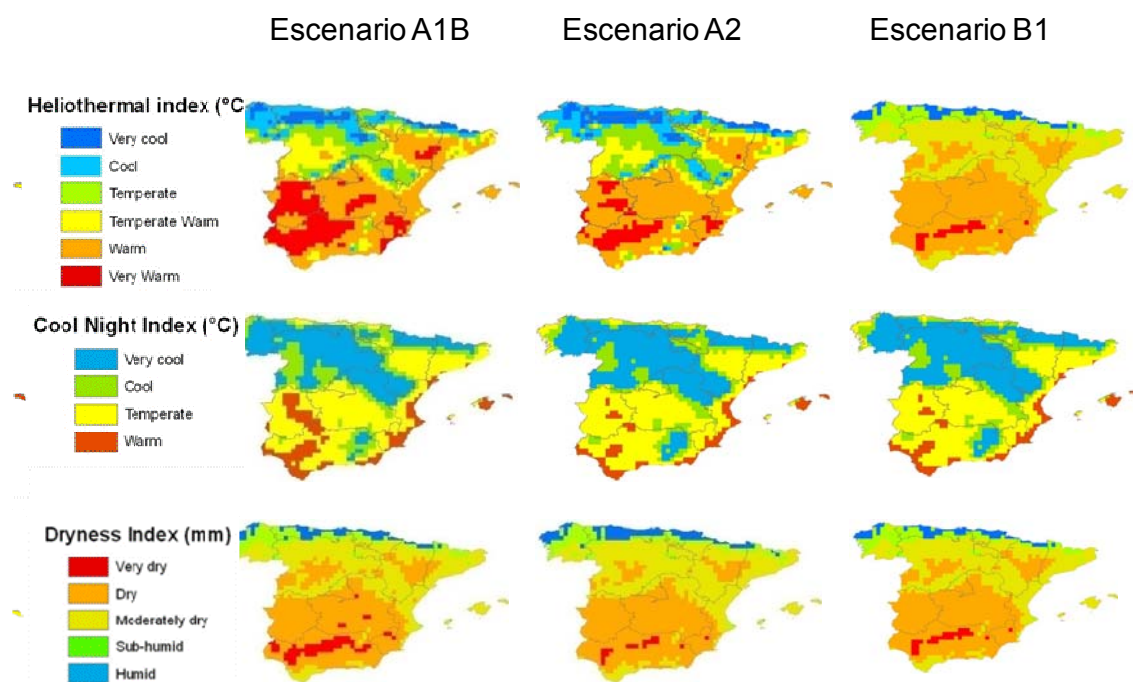 Escenario A1B
Escenario A2
Escenario B1
Heliothermal index (°C
Very cool
Cool
Temperate
Temperate Warm
Warm
Very Warm
Cool Night Index (°C)
Very cool
Cool
Temperate
Warm
Dryness Index (mm)
Very dry
Dry
Moderately dry
Sub-humid
Humid